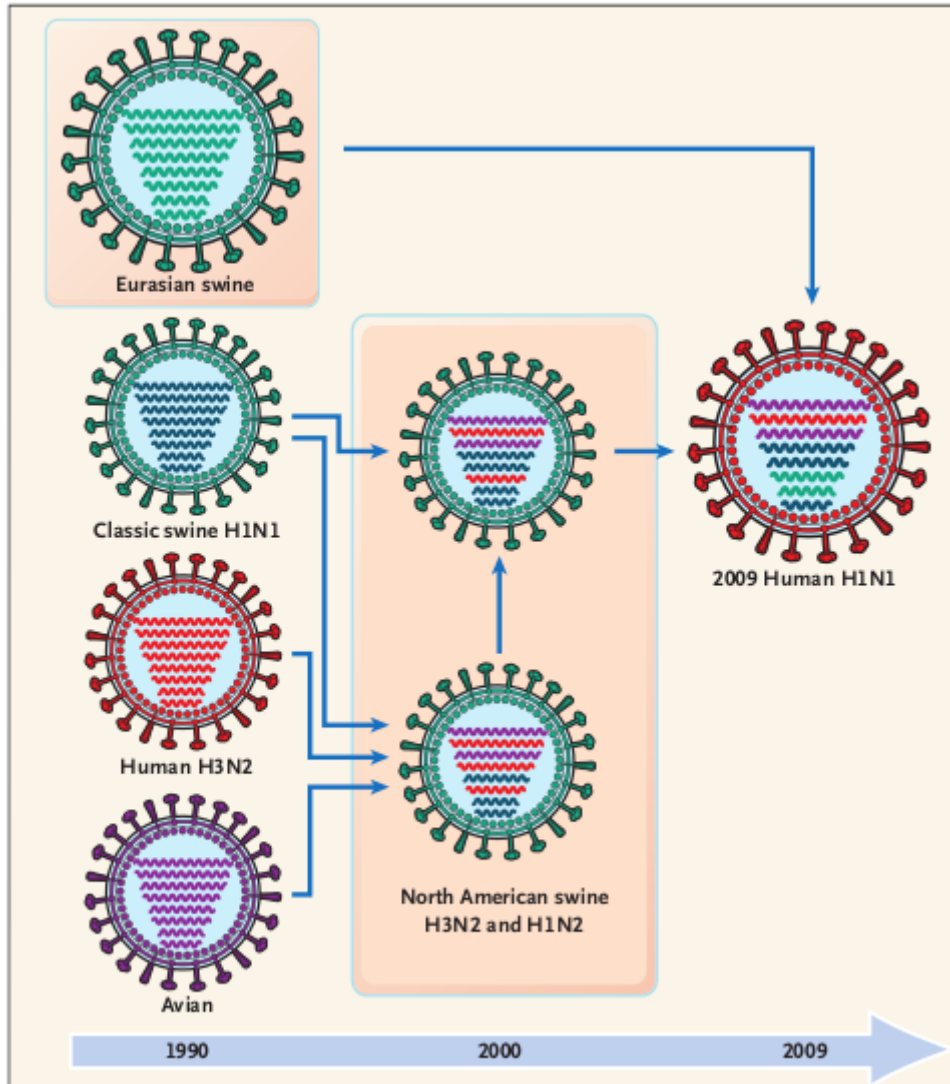 Eurasian swine
Classic swine H1N1
2009 Human H1N1
Human H3N2
North American swine
H3N2 and H1N2
Avian
1990
2000
2009